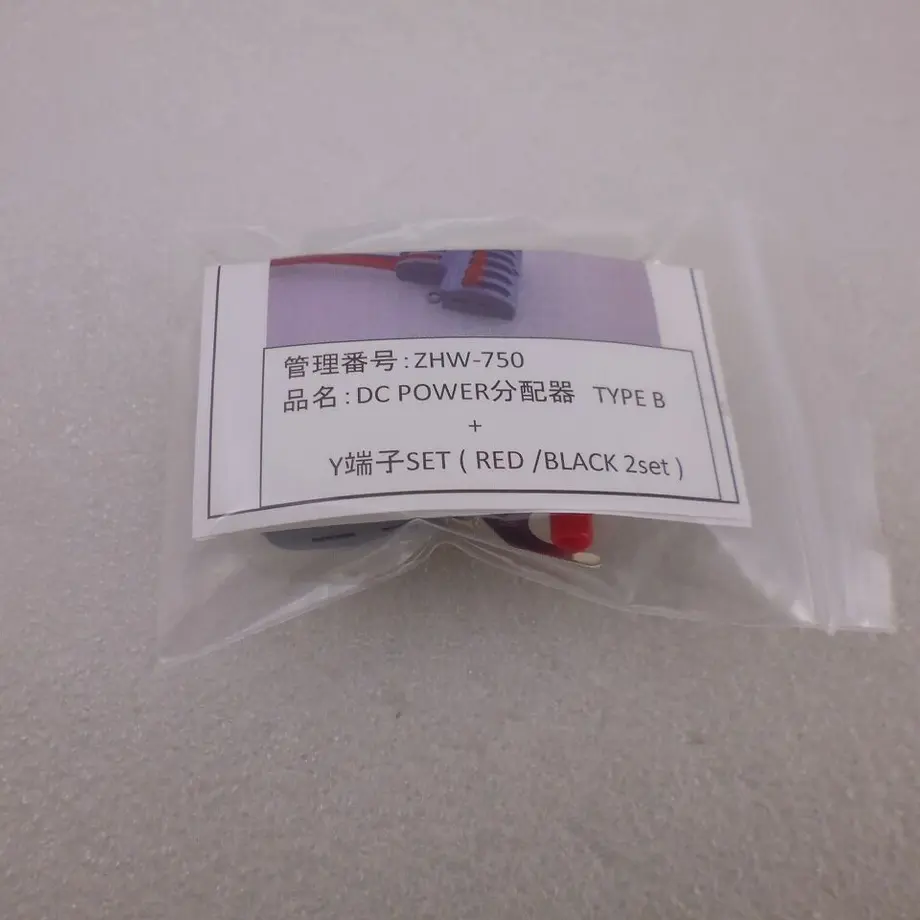 管理番号:ZHW-750
品名:DC POWER分配器 TYPE B
+
Y端子SET ( RED /BLACK 2set )